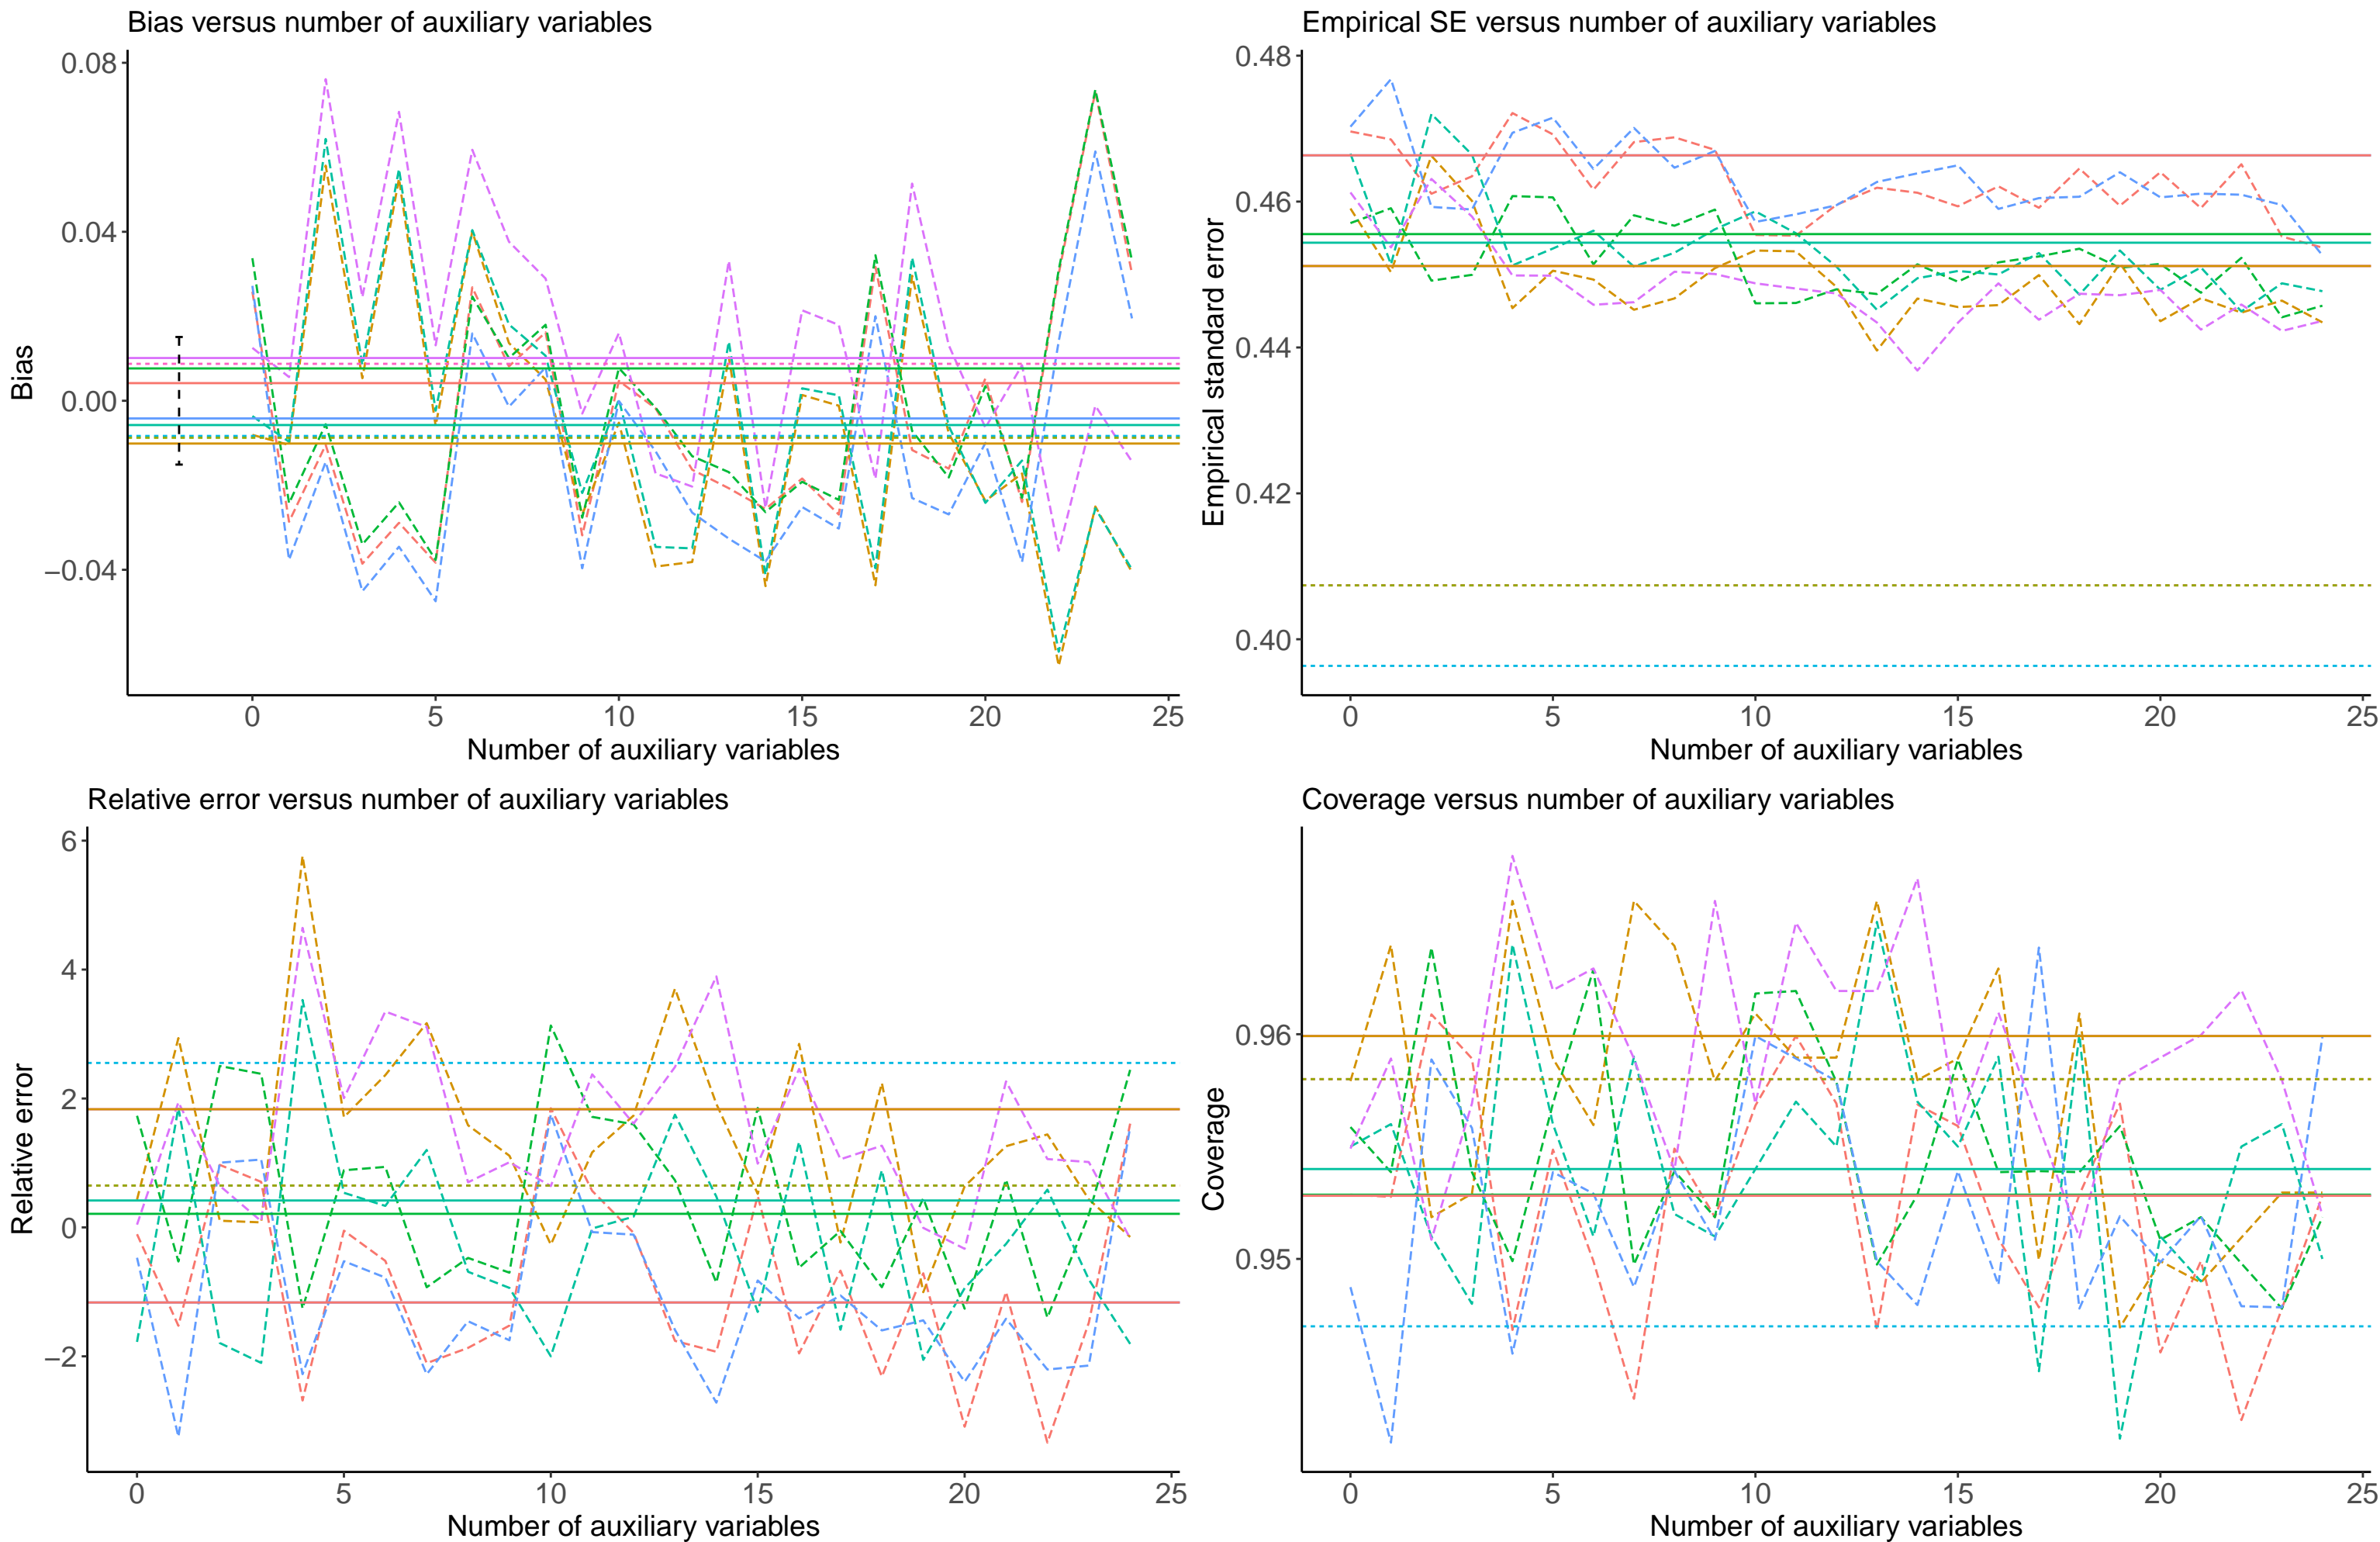 Bias versus number of auxiliary variables
0.08
0.04
0.00
−0.04
Bias
0 5 10 15 20 25
Number of auxiliary variables
Empirical SE versus number of auxiliary variables
0.48
0.46
0.44
0.42
0.40
Empirical standard error
0 5 10 15 20 25
Number of auxiliary variables
Relative error versus number of auxiliary variables
6
4
2
0
−2
Relative error
0 5 10 15 20 25
Number of auxiliary variables
Coverage versus number of auxiliary variables
0.96
0.95
Coverage
0 5 10 15 20 25
Number of auxiliary variables